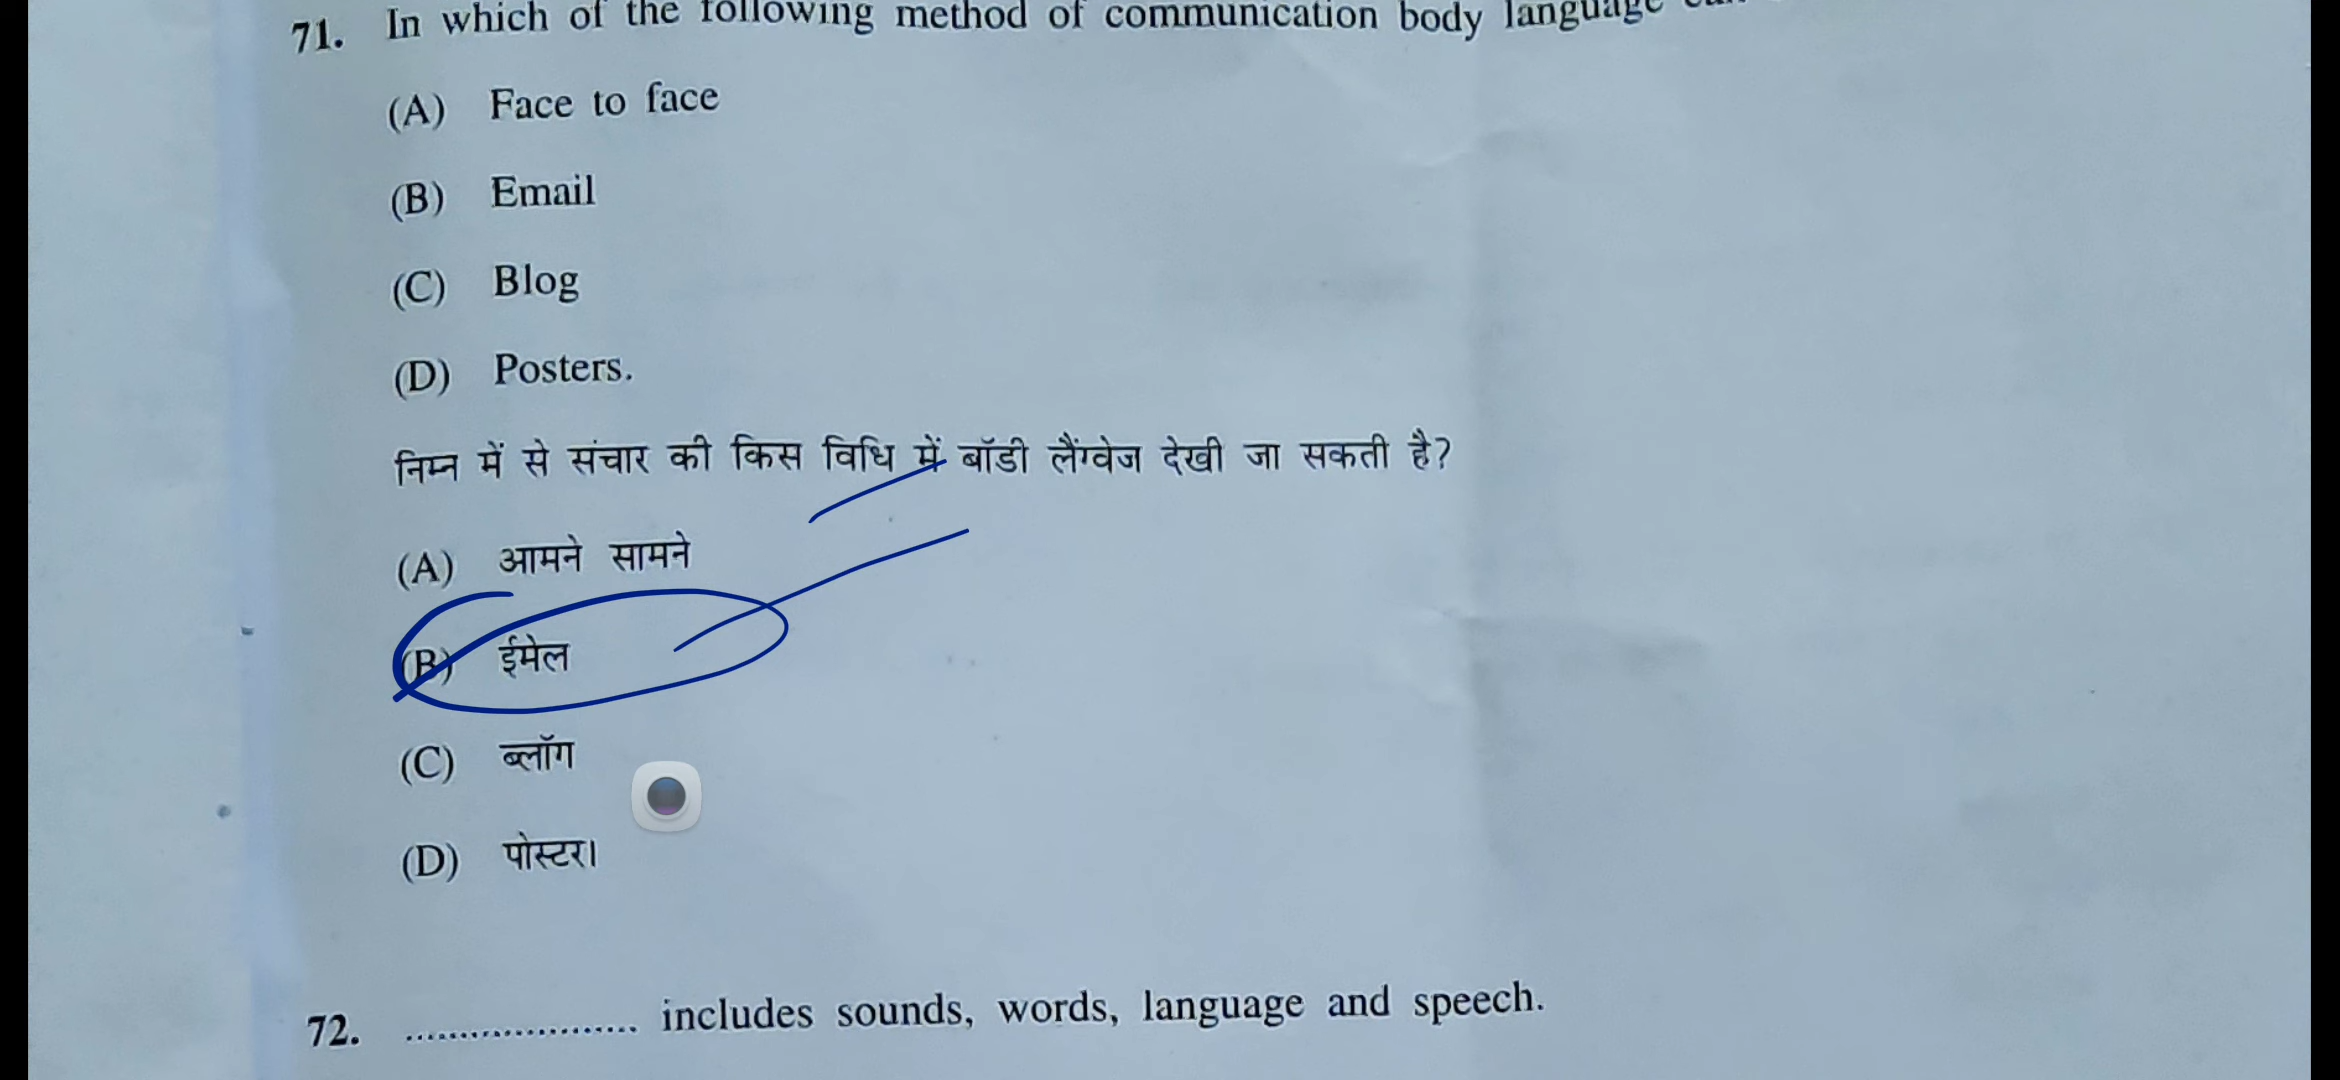 71. In which of the following method of communication body language
(A) Face to face
(B) Email
(C) Blog
(D) Posters.
निम्न में से संचार की किस विधि में बॉडी लैंग्वेज देखी जा सकती है?
(A) आमने सामने
(B) ईमेल
(C) ब्लॉग
(D) पोस्टर।
72. ..................... includes sounds, words, language and speech.